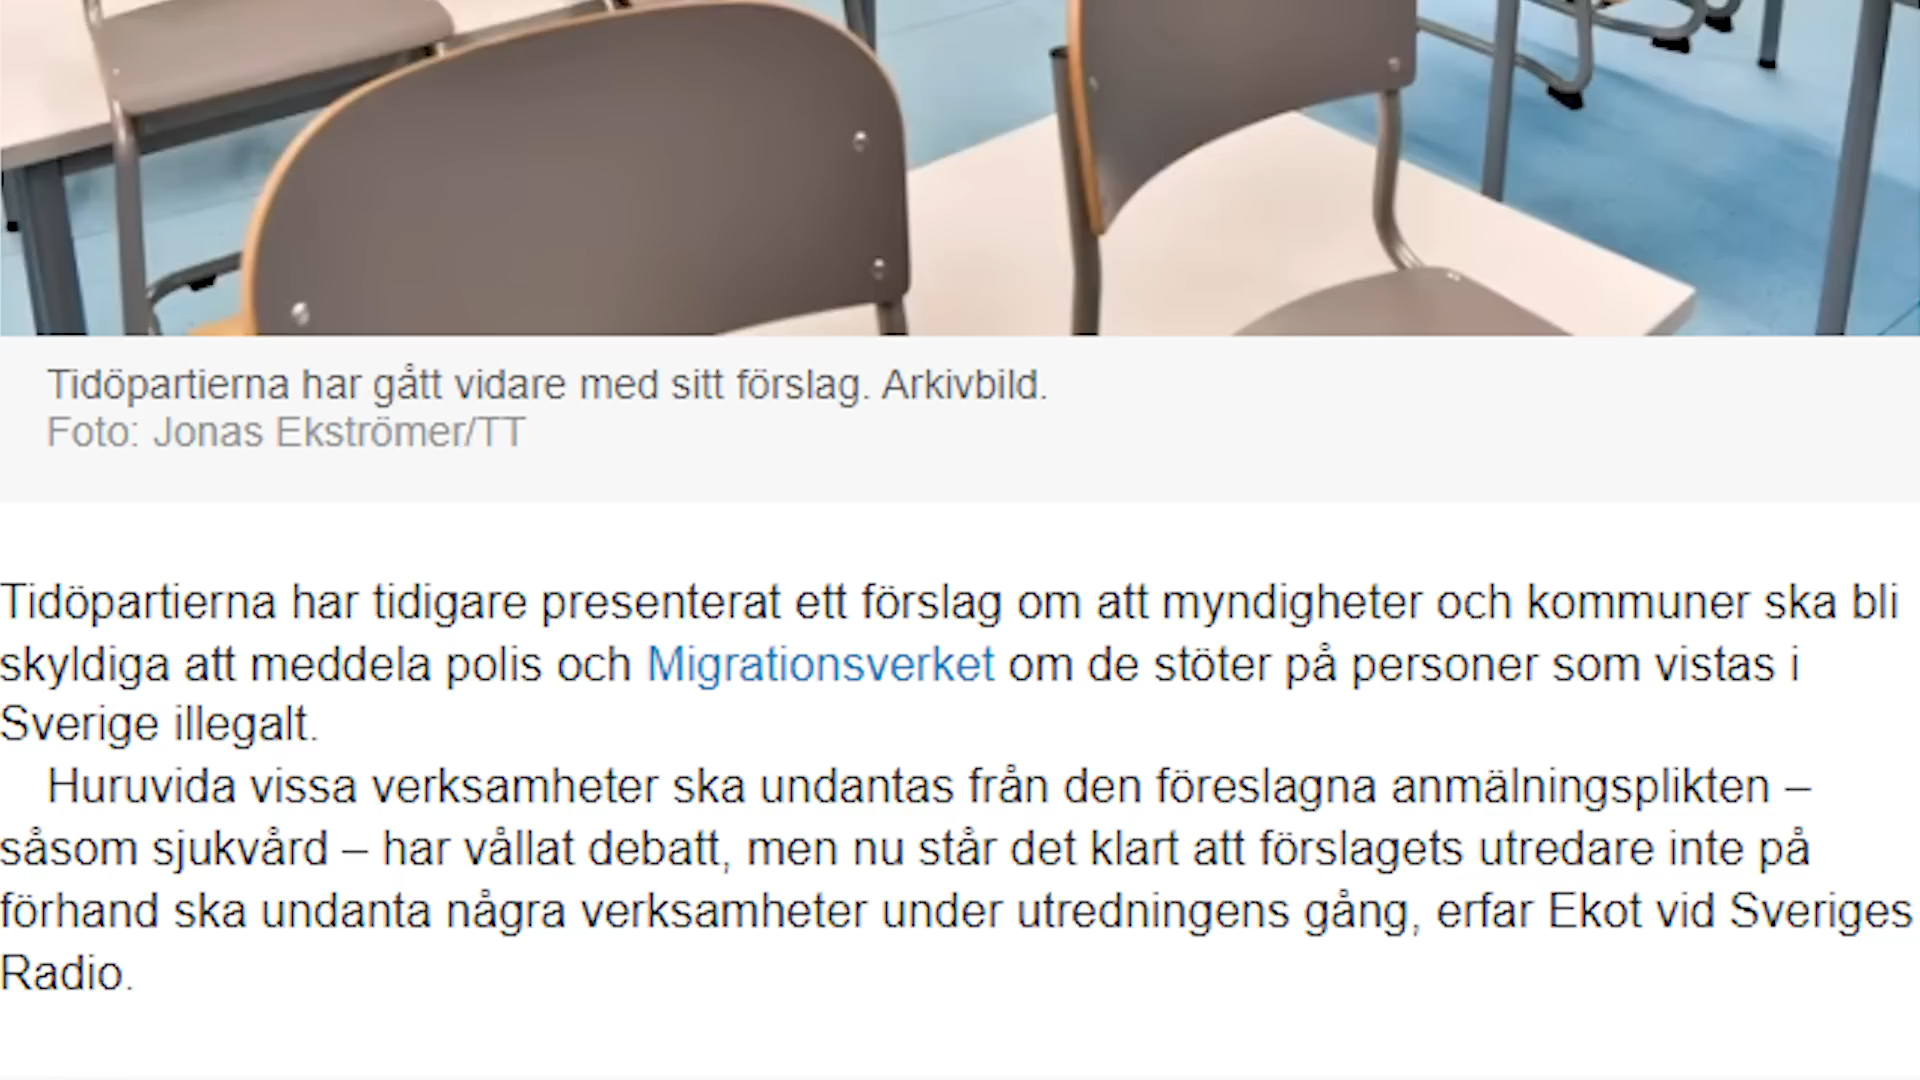 Tidöpartierna har gått vidare med sitt förslag. Arkivbild.
Foto: Jonas Ekströmer/TT
Tidöpartierna har tidigare presenterat ett förslag om att myndigheter och kommuner ska bli
skyldiga att meddela polis och Migrationsverket om de stöter på personer som vistas i
Sverige illegalt.
Huruvida vissa verksamheter ska undantas från den föreslagna anmälningsplikten –
såsom sjukvård – har vållat debatt, men nu står det klart att förslagets utredare inte på
förhand ska undanta några verksamheter under utredningens gång, erfar Ekot vid Sveriges
Radio.